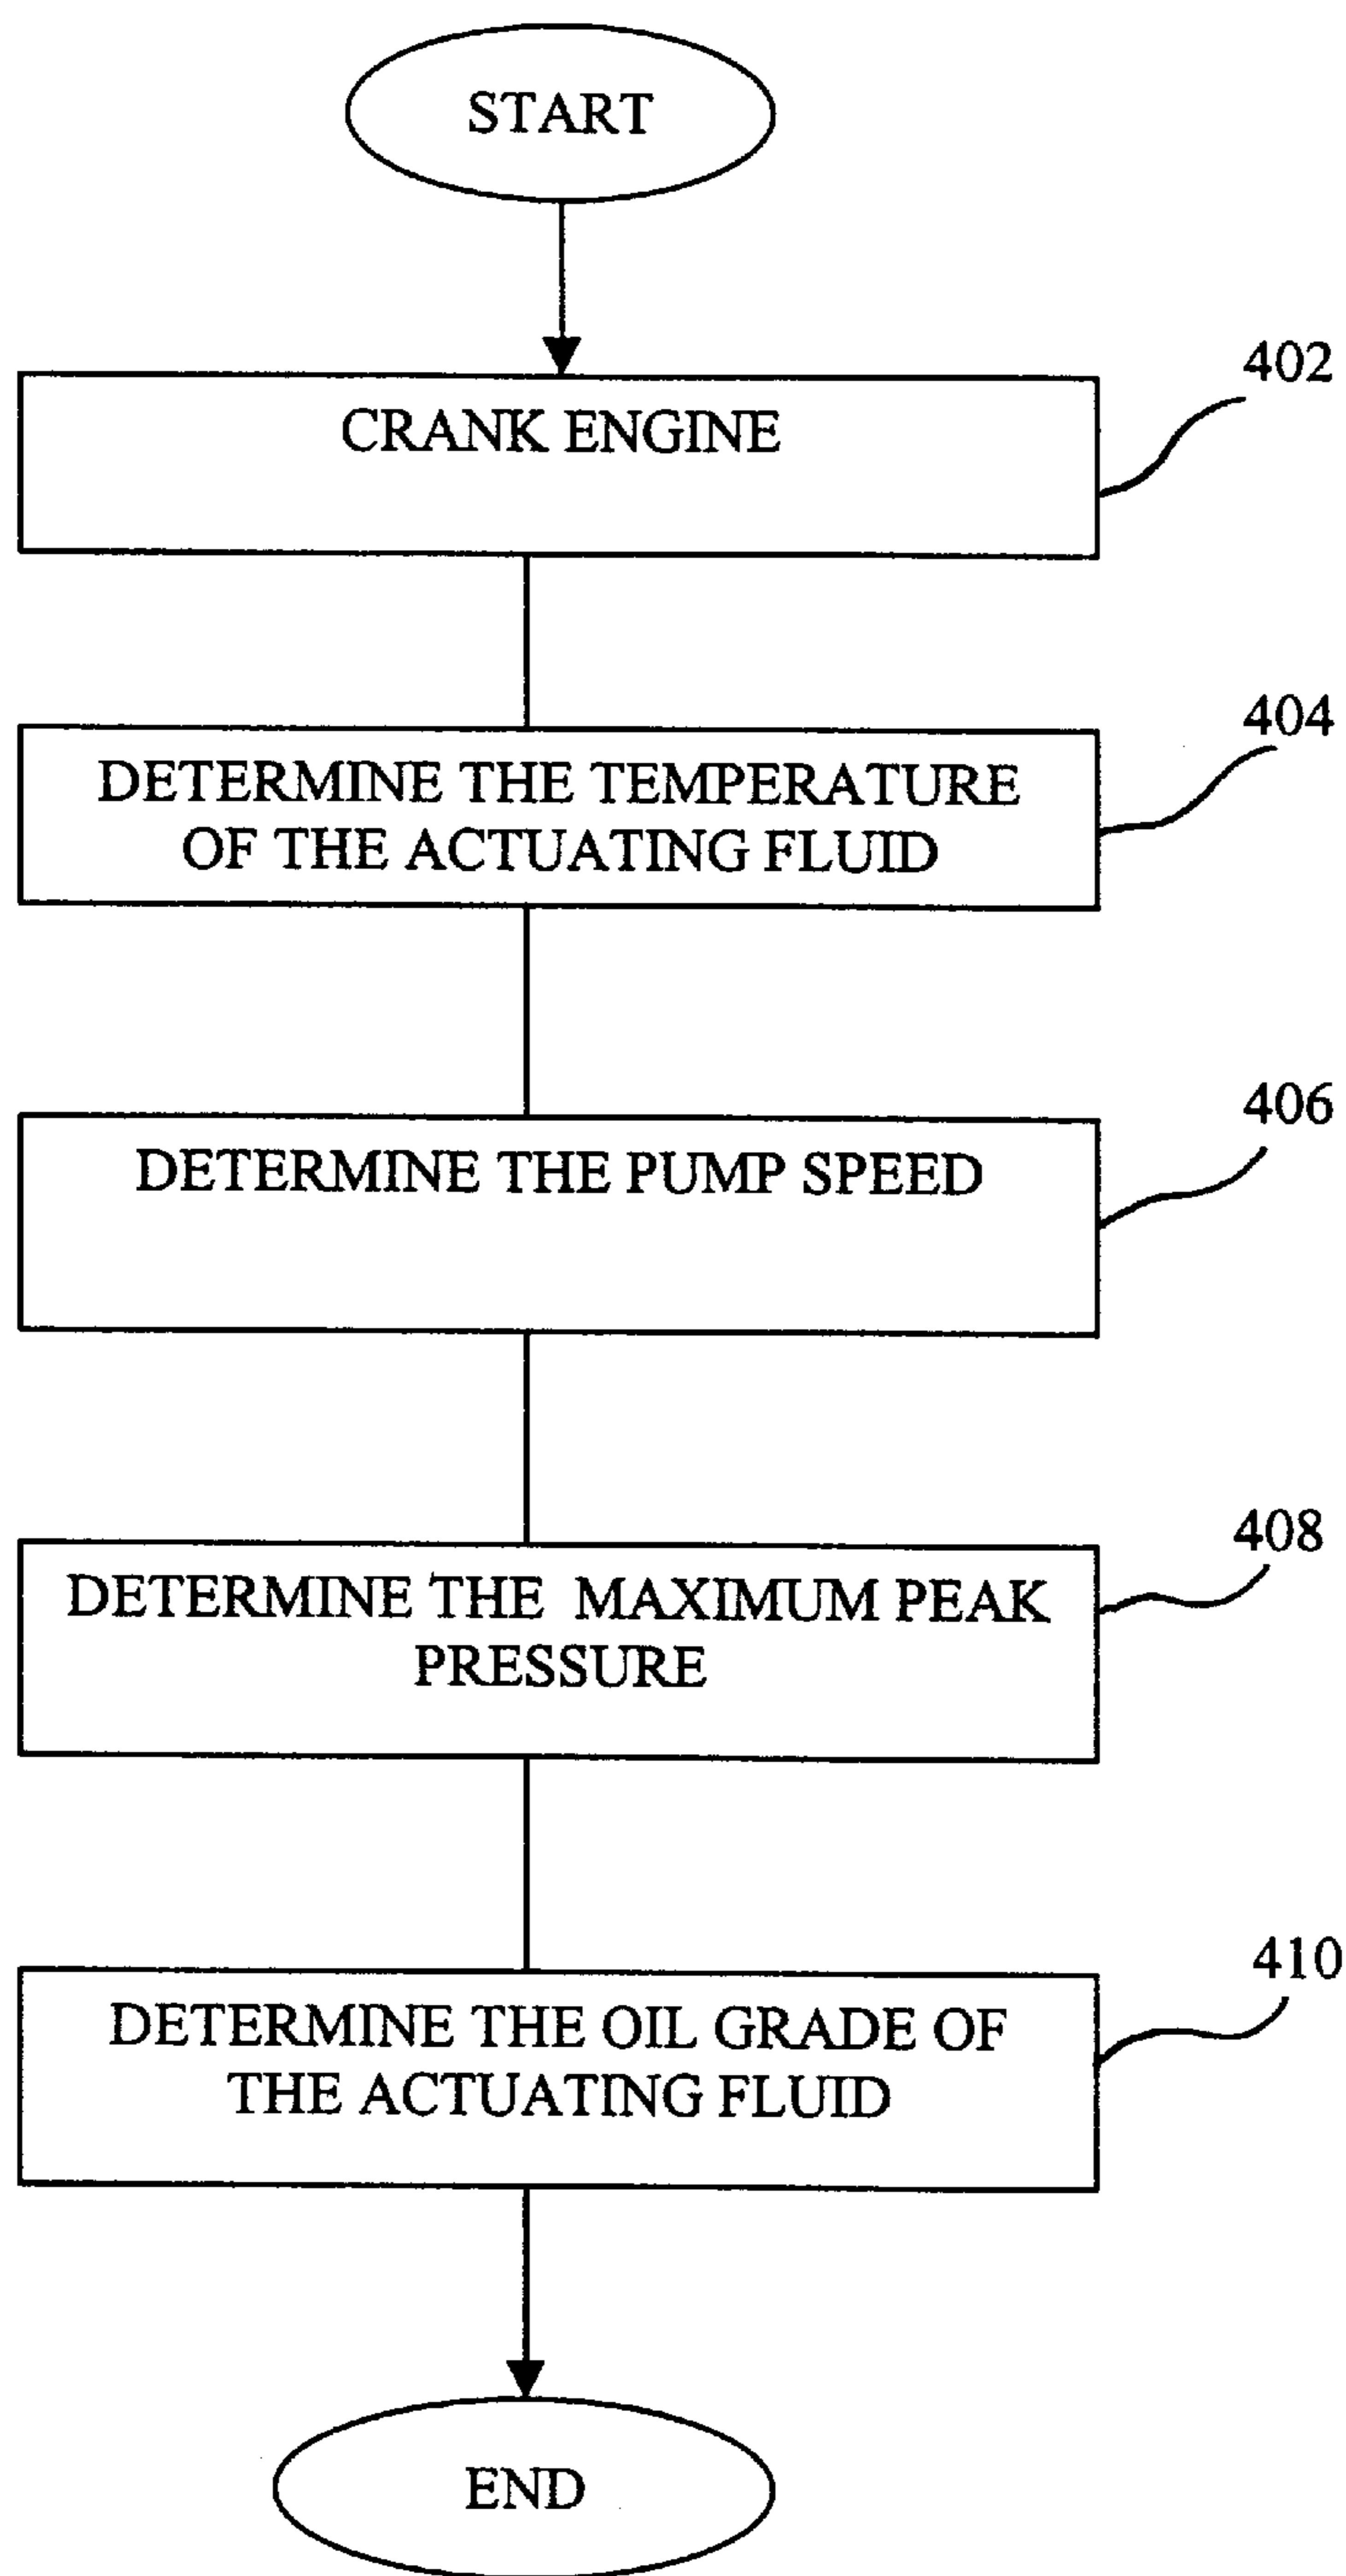 START
402
CRANK ENGINE
404
DETERMINE THE TEMPERATURE
OF THE ACTUATING FLUID
406
DETERMINE THE PUMP SPEED
408
DETERMINE THE MAXIMUM PEAK
PRESSURE
410
DETERMINE THE OIL GRADE OF
THE ACTUATING FLUID
END